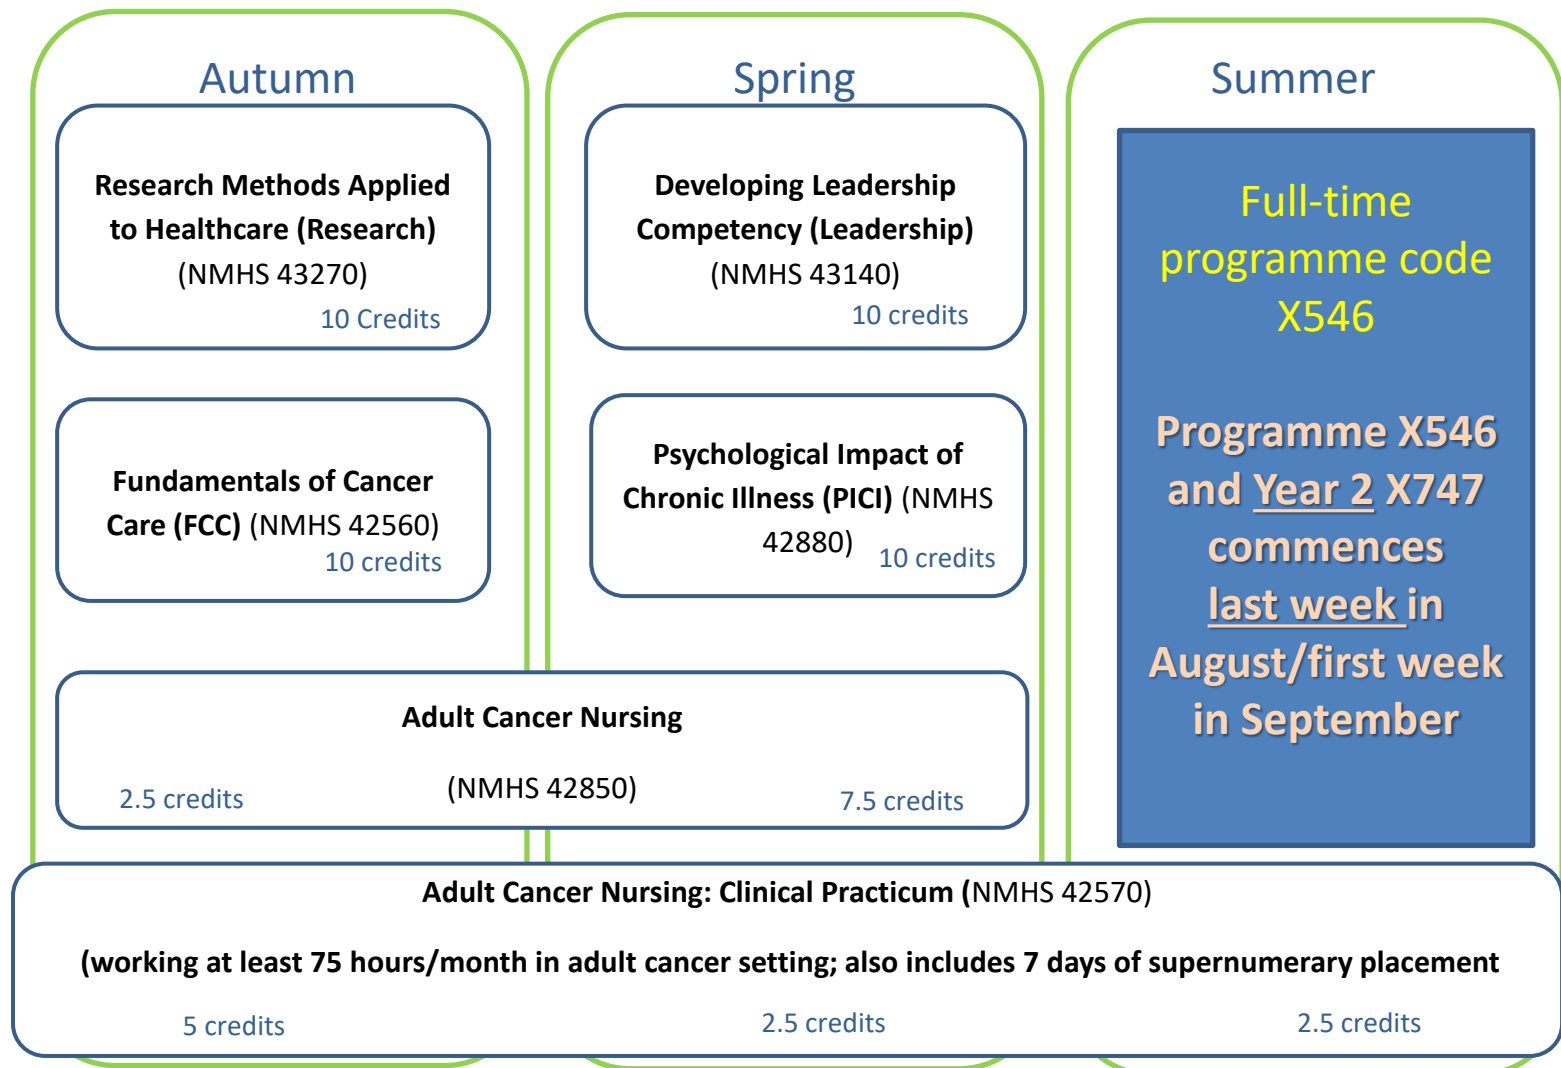 Autumn
Research Methods Applied
to Healthcare (Research)
(NMHS 43270)
10 Credits
Fundamentals of Cancer
Care (FCC) (NMHS 42560)
10 credits
Spring
Developing Leadership
Competency (Leadership)
(NMHS 43140)
10 credits
Psychological Impact of
Chronic Illness (PICI) (NMHS
42880)
10 credits
Summer
Full-time
programme code
X546
Programme X546
and Year 2 X747
commences
last week in
August/first week
in September
Adult Cancer Nursing
(NMHS 42850)
2.5 credits
7.5 credits
Adult Cancer Nursing: Clinical Practicum (NMHS 42570)
(working at least 75 hours/month in adult cancer setting; also includes 7 days of supernumerary placement
5 credits
2.5 credits
2.5 credits